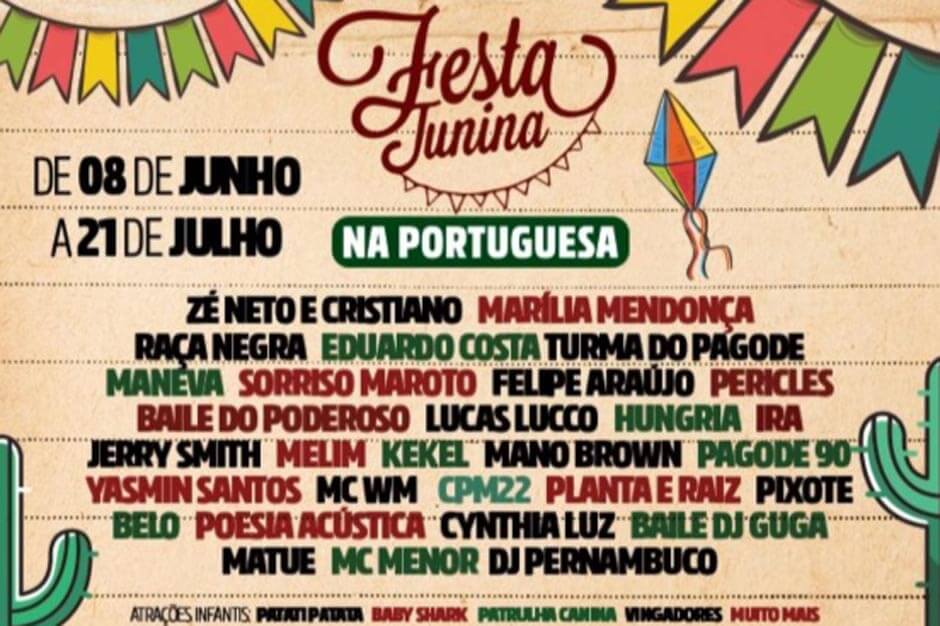 Festa
Junina
DE 08 DE JUNHO
A 21 DE JULHO
NA PORTUGUESA
ZÉ NETO E CRISTIANO MARÍLIA MENDONÇA
RAÇA NEGRA EDUARDO COSTA TURMA DO PAGODE
MANEVA SORRISO MAROTO FELIPE ARAÚJO PERICLES
BAILE DO PODEROSO LUCAS LUCCO HUNGRIA IRA
JERRY SMITH MELIM KEKEL MANO BROWN PAGODE 90
YASMIN SANTOS MC WM CPM22 PLANTA E RAIZ PIXOTE
BELO POESIA ACÚSTICA CYNTHIA LUZ BAILE DJ GUGA
MATUE MC MENOR DJ PERNAMBUCO
ATRAÇÕES INFANTIS: PATATI PATATA BABY SHARK PATRULHA CANINA VINGADORES MUITO MAIS